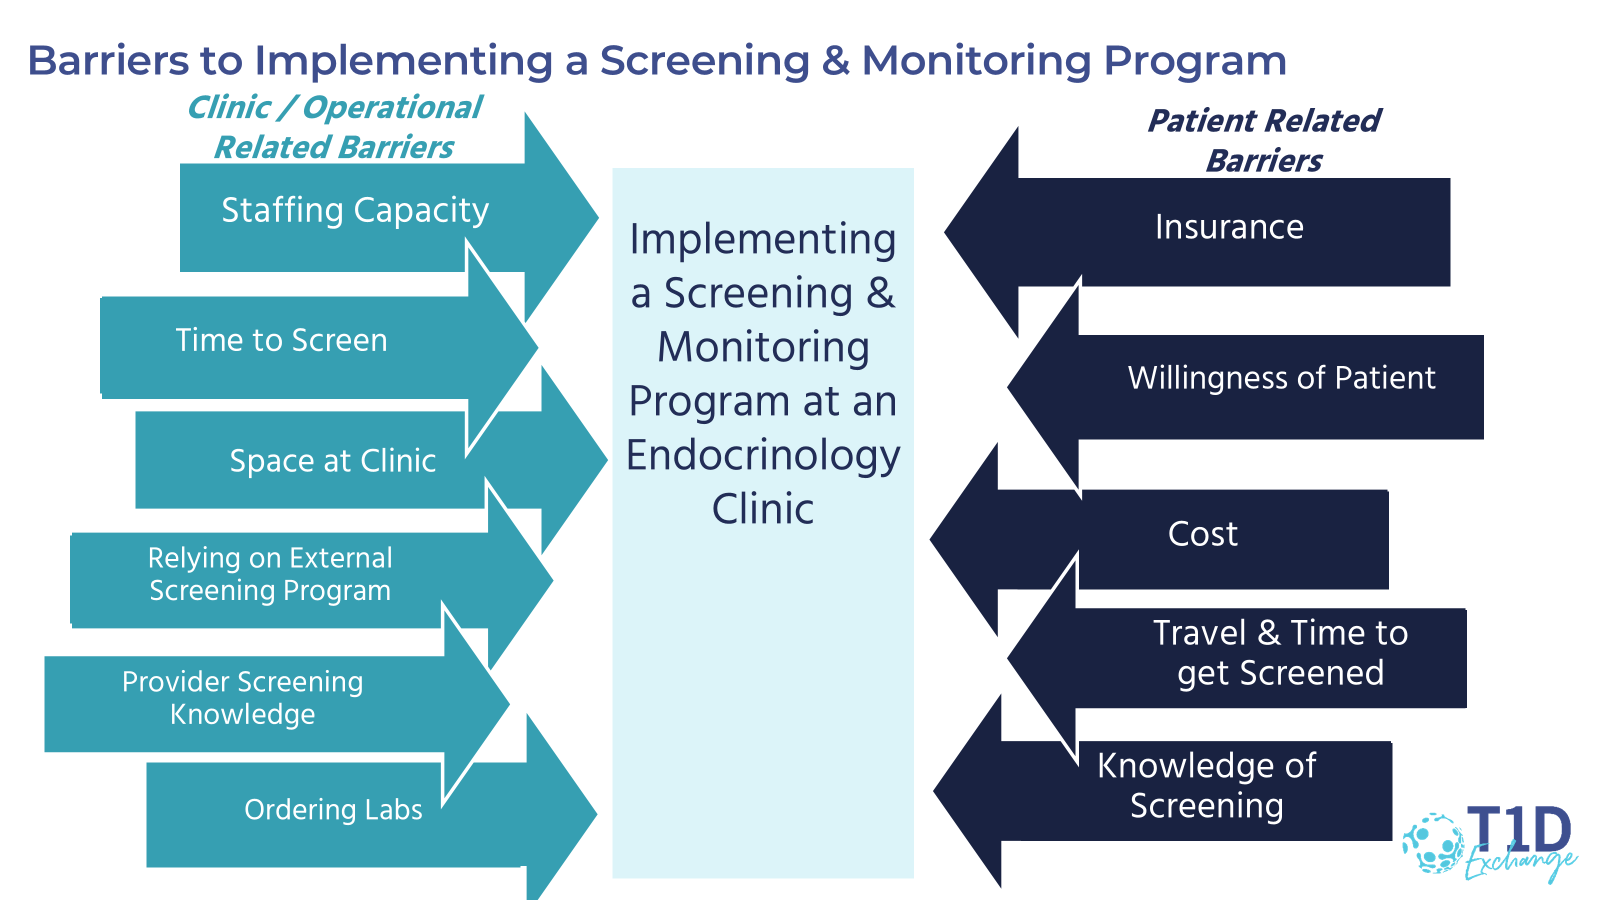 Barriers to Implementing a Screening & Monitoring Program
Clinic / Operational
Related Barriers
Staffing Capacity
Time to Screen
Space at Clinic
Relying on External
Screening Program
Provider Screening
Knowledge
Ordering Labs
Implementing
a Screening &
Monitoring
Program at an
Endocrinology
Clinic
Patient Related
Barriers
Insurance
Willingness of Patient
Cost
Travel & Time to
get Screened
Knowledge of
Screening
T1D
Exchange